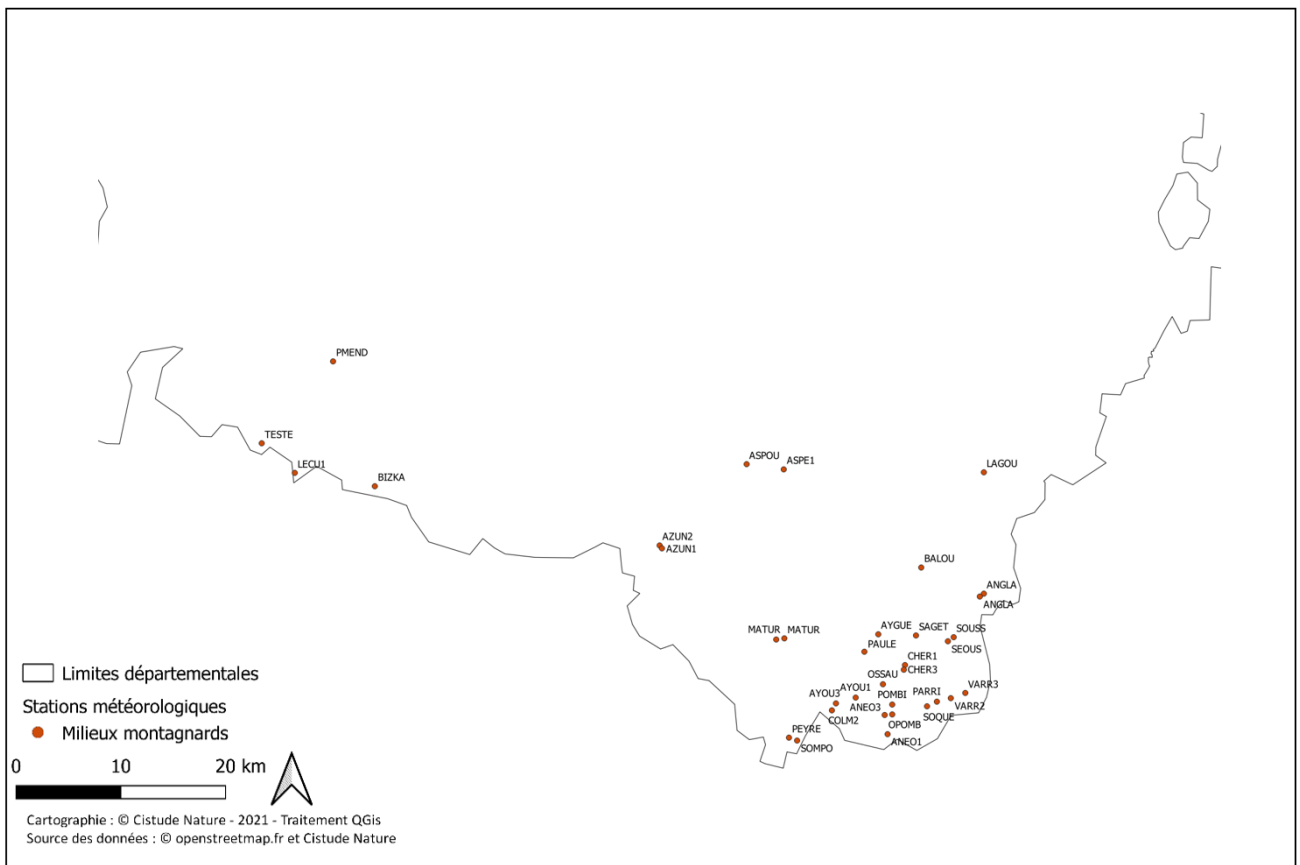 PMEND
TESTE
LECU1
BIZKA
ASPOU
ASPE1
LAGOU
AZUN2
AZUN1
BALOU
ANGLA
ANGLA
MATUR
MATUR
AYGUE
SAGET
SOUSS
SEOUS
PAULE
CHER1
CHER3
OSSAU
AYOU3
AYOU1
POMBI
PARRI
VARR3
VARR2
COLM2
ANEO3
OPOMB
SOQUE
PEYRE
SOMPO
ANEO1
Limites départementales
Stations météorologiques
Milieux montagnards
0 10 20 km
Cartographie : © Cistude Nature - 2021 - Traitement QGis
Source des données : © openstreetmap.fr et Cistude Nature